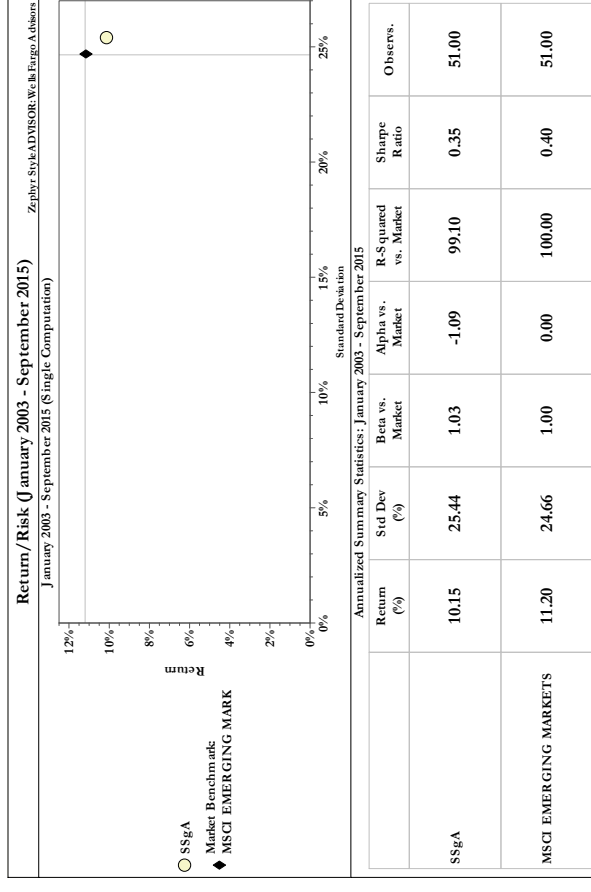 Return/Risk (January 2003 - September 2015)
Zephyr StyleADVISOR: Wells Fargo Advisors
January 2003 - September 2015 (Single Computation)
SSgA
Market Benchmark:
MSCI EMERGING MARK
Return
12%
10%
8%
6%
4%
2%
0%
0%
5%
10%
15%
20%
25%
Standard Deviation
Annualized Summary Statistics: January 2003 - September 2015
Return (%)
Std Dev (%)
Beta vs. Market
Alpha vs. Market
R-Squared vs. Market
Sharpe Ratio
Observs.
SSgA 10.15 25.44 1.03 -1.09 99.10 0.35 51.00
MSCI EMERGING MARKETS 11.20 24.66 1.00 0.00 100.00 0.40 51.00